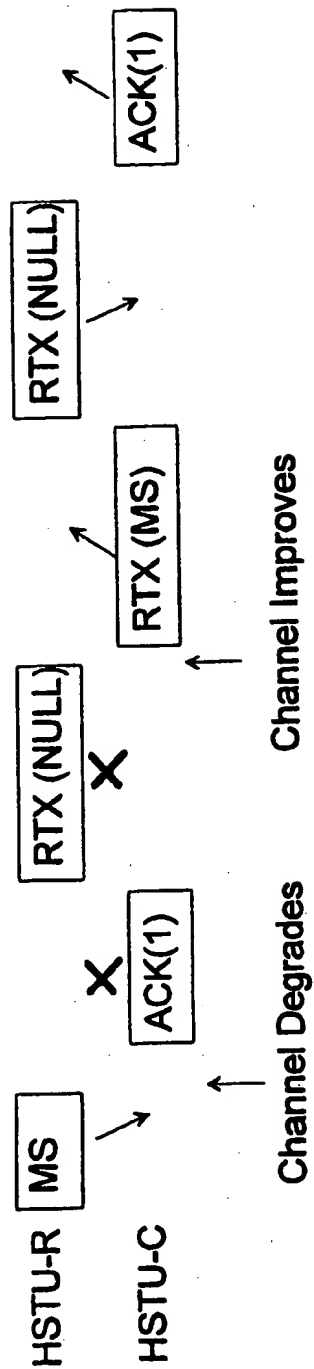 HSTU-R
MS
RTX (NULL)
RTX (NULL)
HSTU-C
X
X
ACK(1)
RTX (MS)
ACK(1)
Channel Degrades
Channel Improves